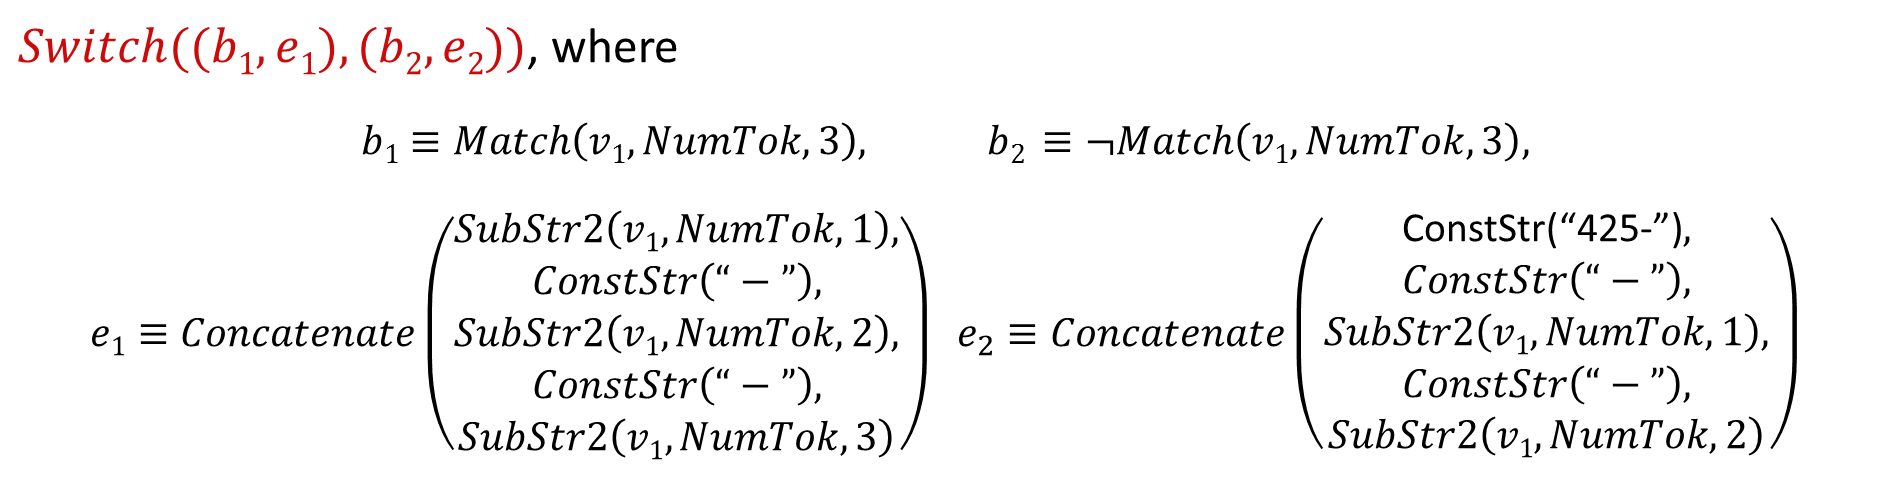 Switch((b₁, e₁), (b₂, e₂)), where
b₁ ≡ Match(v₁, NumTok, 3), b₂ ≡ ¬Match(v₁, NumTok, 3),
e₁ ≡ Concatenate
SubStr2(v₁, NumTok, 1),
ConstStr(“ − ”),
SubStr2(v₁, NumTok, 2),
ConstStr(“ − ”),
SubStr2(v₁, NumTok, 3)
e₂ ≡ Concatenate
ConstStr(“425-”),
ConstStr(“ − ”),
SubStr2(v₁, NumTok, 1),
ConstStr(“ − ”),
SubStr2(v₁, NumTok, 2)